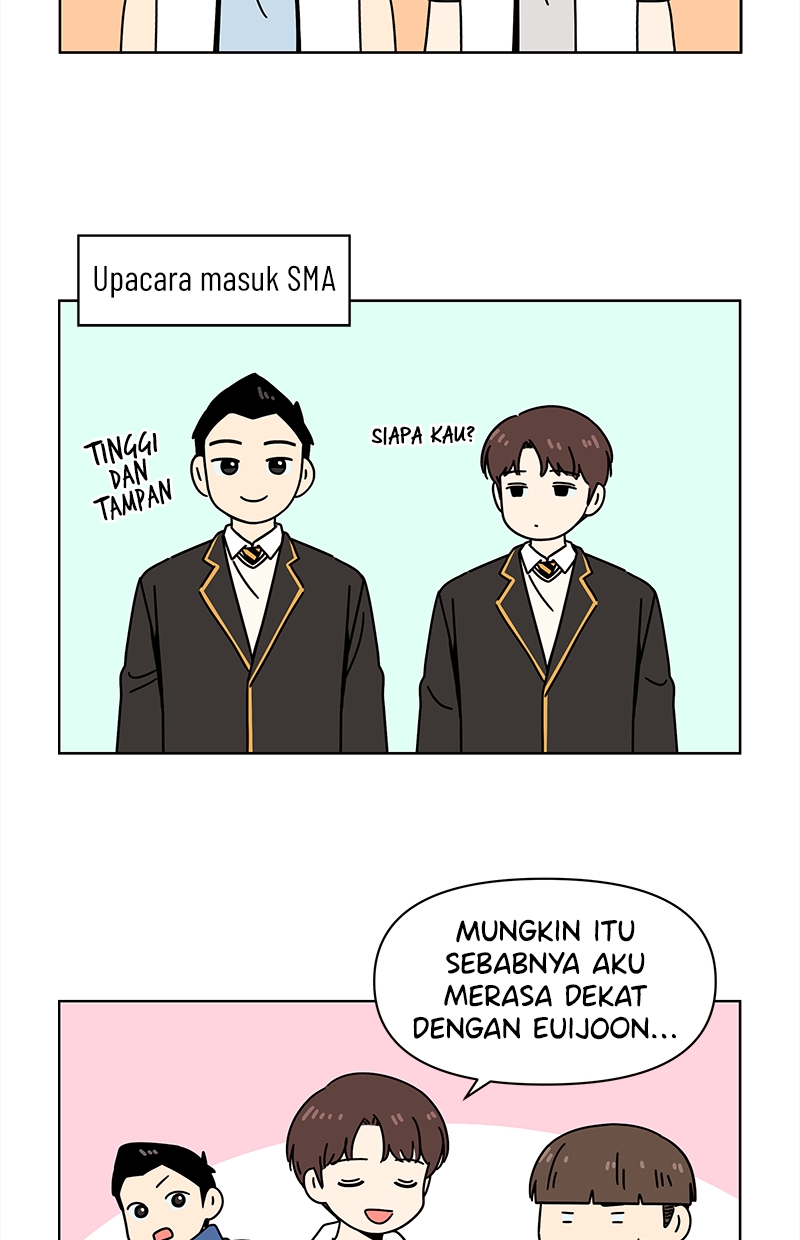 Upacara masuk SMA
TINGGI
DAN
TAMPAN
SIAPA KAU?
MUNGKIN ITU
SEBABNYA AKU
MERASA DEKAT
DENGAN EUIJOON...